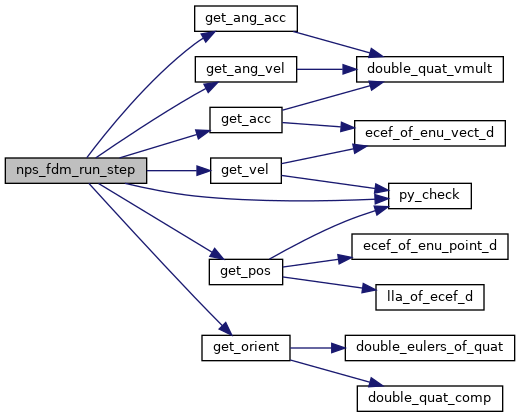 get_ang_acc
get_ang_vel
double_quat_vmult
get_acc
ecef_of_enu_vect_d
nps_fdm_run_step
get_vel
py_check
ecef_of_enu_point_d
get_pos
lla_of_ecef_d
get_orient
double_eulers_of_quat
double_quat_comp